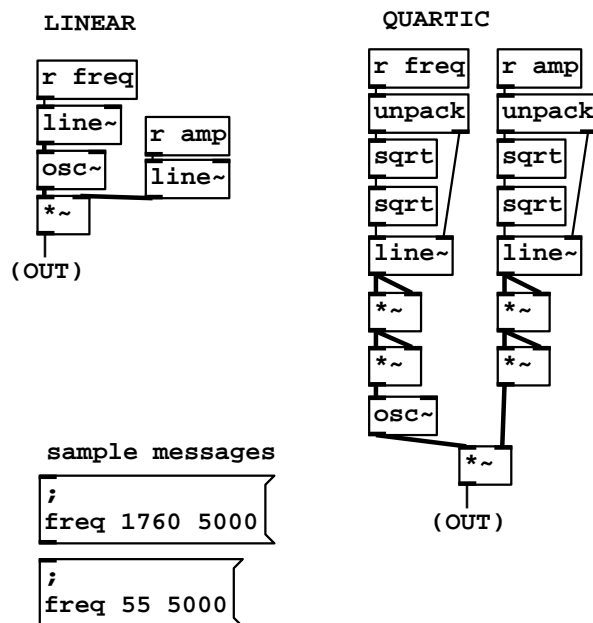 LINEAR
r freq
line~
r amp
osc~
line~
*~
(OUT)
QUARTIC
r freq
r amp
unpack
unpack
sqrt
sqrt
sqrt
sqrt
line~
line~
*~
*~
*~
*~
osc~
*~
(OUT)
sample messages
;
freq 1760 5000
;
freq 55 5000